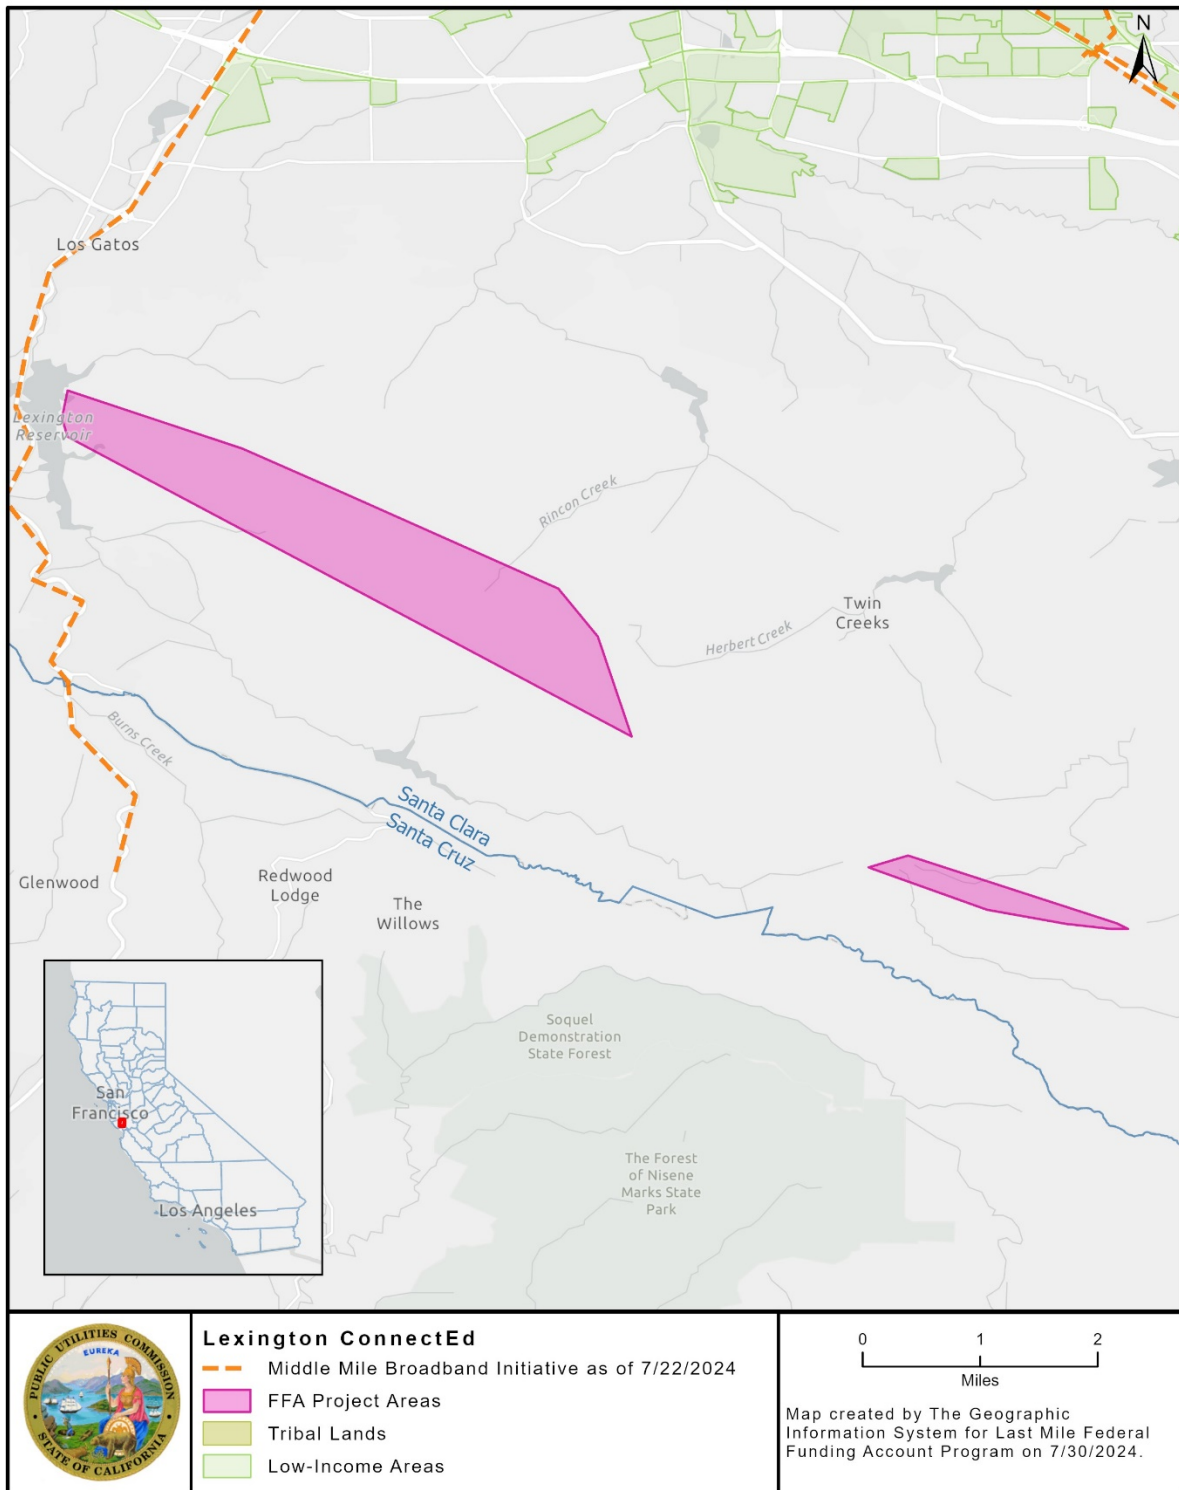 N
Los Gatos
Lexington
Reservoir
Rincon Creek
Twin
Creeks
Herbert Creek
Burns Creek
Santa Clara
Santa Cruz
Glenwood
Redwood
Lodge
The
Willows
Soquel
Demonstration
State Forest
San
Francisco
The Forest
of Nisene
Marks State
Park
Los Angeles
PUBLIC UTILITIES COMMISSION
EUREKA
STATE OF CALIFORNIA
Lexington ConnectEd
Middle Mile Broadband Initiative as of 7/22/2024
FFA Project Areas
Tribal Lands
Low-Income Areas
0 1 2
Miles
Map created by The Geographic
Information System for Last Mile Federal
Funding Account Program on 7/30/2024.